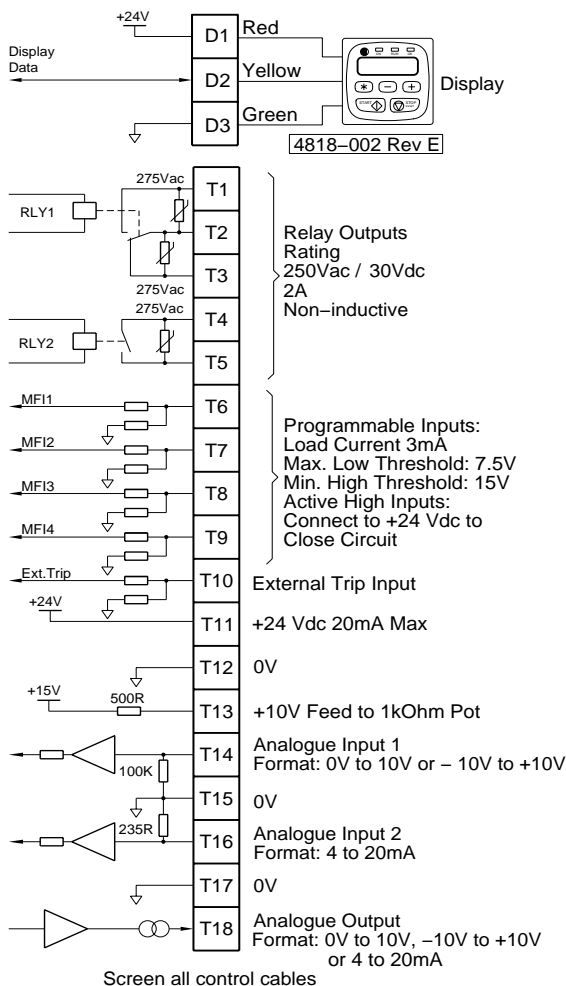 +24V
D1 Red
Display
Data
D2 Yellow
Display
D3 Green
4818–002 Rev E
275Vac
T1
RLY1
T2
Relay Outputs
Rating
T3
250Vac / 30Vdc
275Vac
2A
275Vac
Non–inductive
T4
RLY2
T5
MFI1
T6
Programmable Inputs:
MFI2
T7
Load Current 3mA
Max. Low Threshold: 7.5V
MFI3
T8
Min. High Threshold: 15V
Active High Inputs:
MFI4
T9
Connect to +24 Vdc to
Close Circuit
Ext.Trip
T10 External Trip Input
+24V
T11 +24 Vdc 20mA Max
T12 0V
+15V
500R
T13 +10V Feed to 1kOhm Pot
T14 Analogue Input 1
Format: 0V to 10V or – 10V to +10V
100K
T15 0V
235R
T16 Analogue Input 2
Format: 4 to 20mA
T17 0V
T18 Analogue Output
Format: 0V to 10V, –10V to +10V
or 4 to 20mA
Screen all control cables